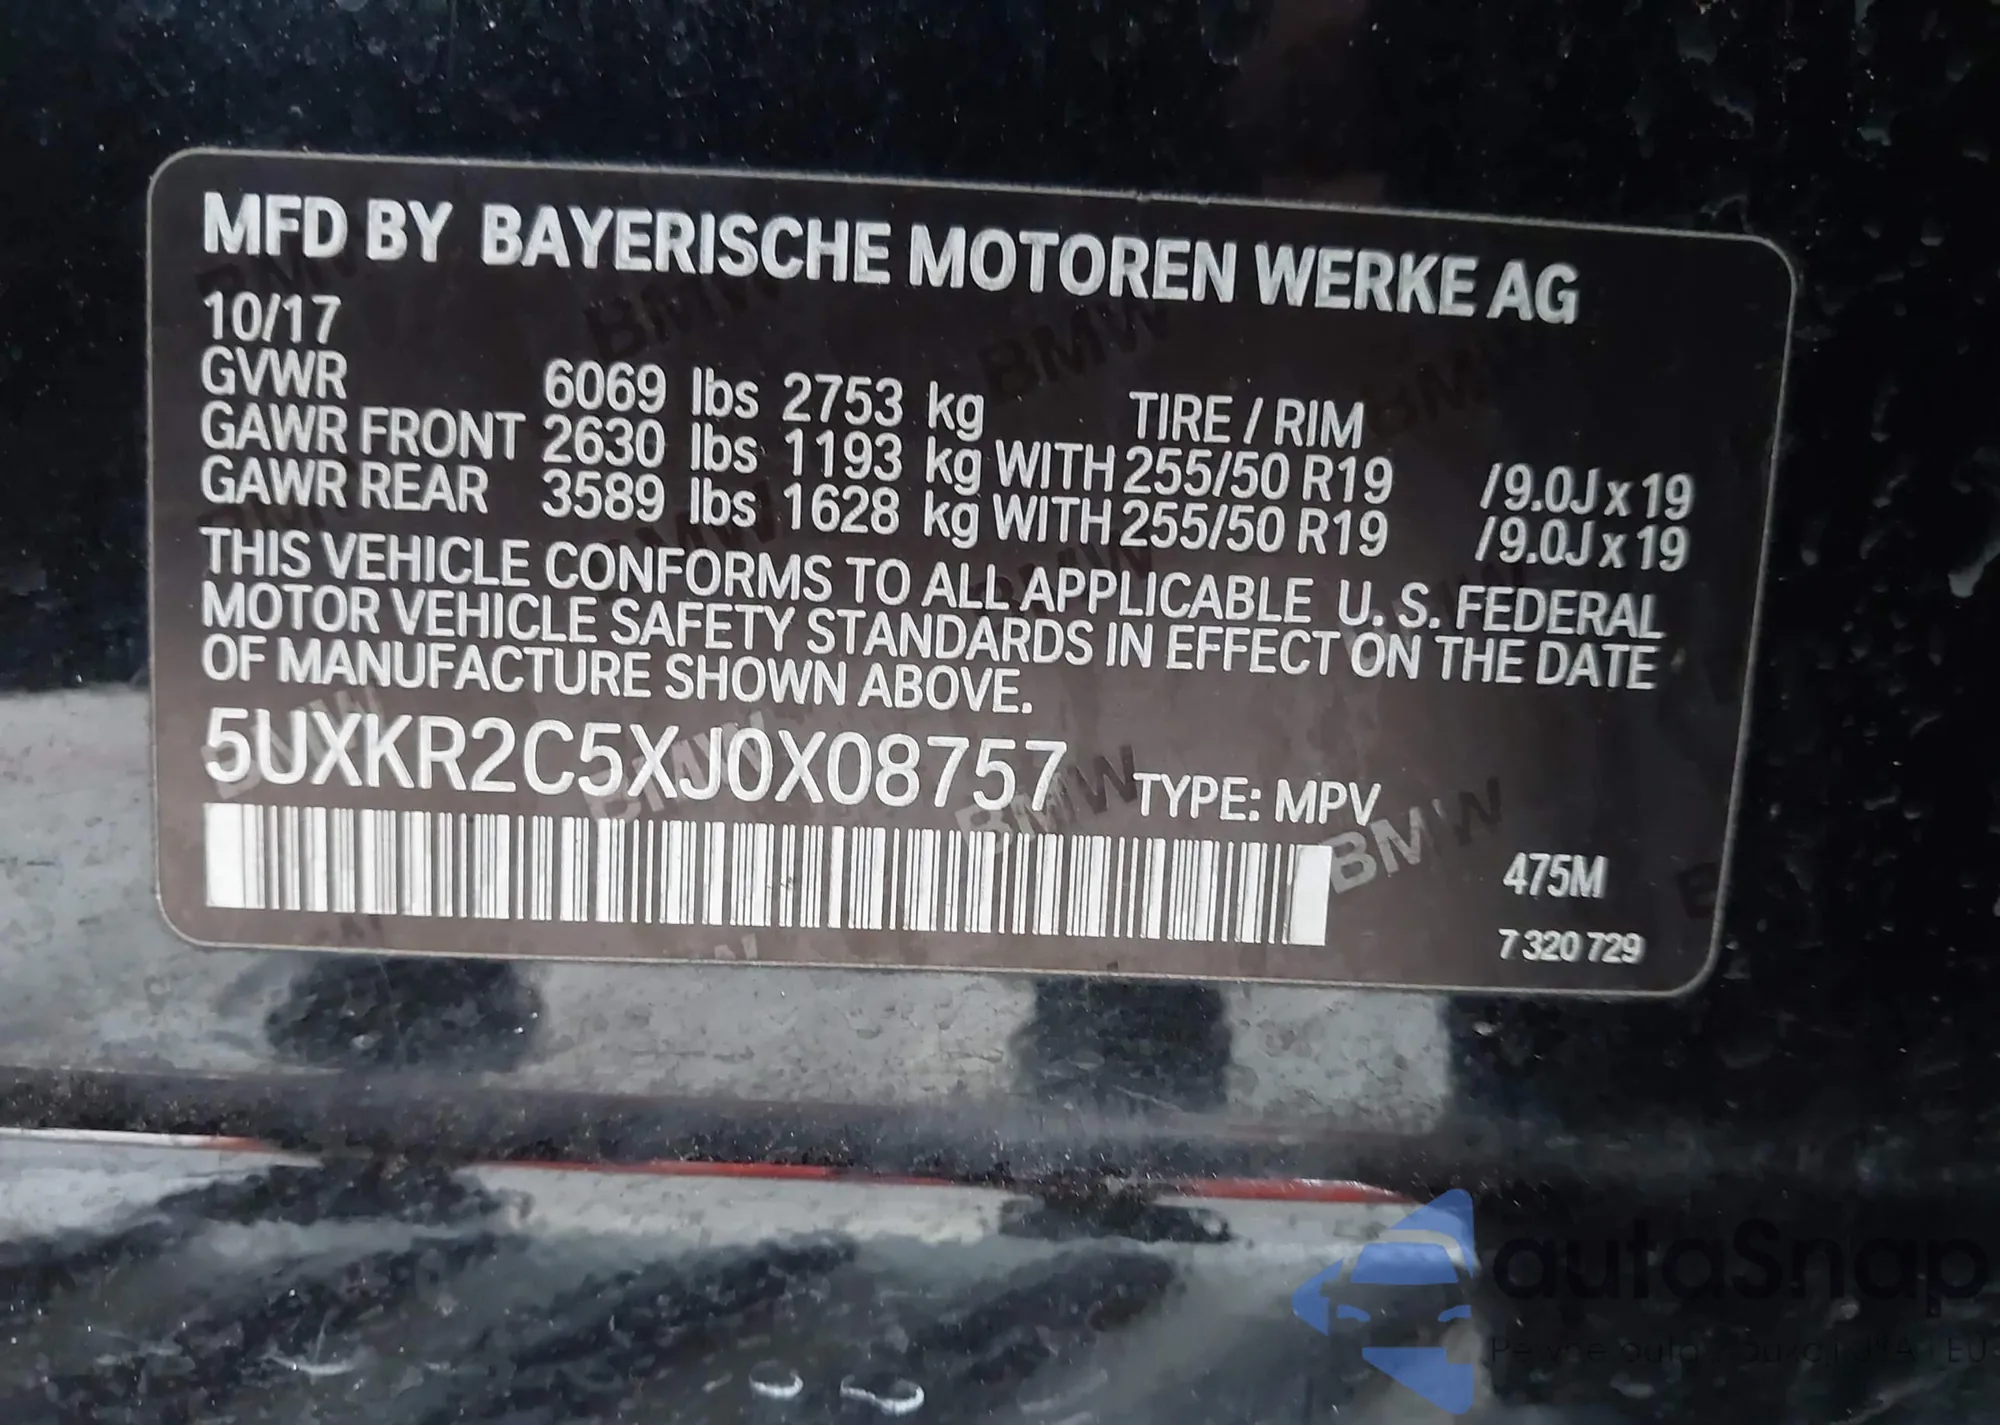 MFD BY BAYERISCHE MOTOREN WERKE AG
10/17
GVWR 6069 lbs 2753 kg TIRE / RIM
GAWR FRONT 2630 lbs 1193 kg WITH 255/50 R19 /9.0J x 19
GAWR REAR 3589 lbs 1628 kg WITH 255/50 R19 /9.0J x 19
THIS VEHICLE CONFORMS TO ALL APPLICABLE U. S. FEDERAL
MOTOR VEHICLE SAFETY STANDARDS IN EFFECT ON THE DATE
OF MANUFACTURE SHOWN ABOVE.
5UXKR2C5XJ0X08757 TYPE: MPV
475M
7 320 729
autaSnap